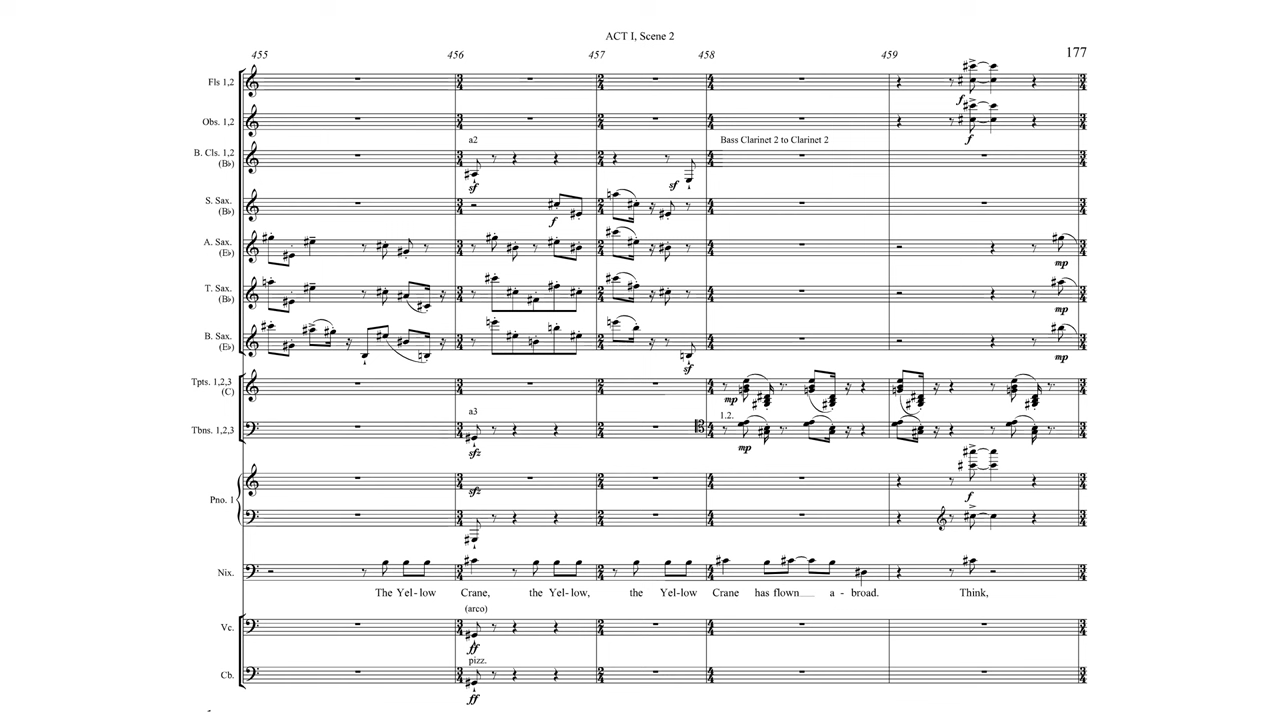 ACT I, Scene 2
455 456 457 458 459 177
Fls 1,2
f
Obs. 1,2
f
a2 Bass Clarinet 2 to Clarinet 2
B. Cls. 1,2
(B♭)
sf sf
S. Sax.
(B♭)
f
A. Sax.
(E♭)
mp
T. Sax.
(B♭)
mp
B. Sax.
(E♭)
sf mp
Tpts. 1,2,3
(C)
mp
a3 1.2.
Tbns. 1,2,3
sfz mp
sfz f
Pno. 1
Nix.
The Yel-low Crane, the Yel-low, the Yel-low Crane has flown a - broad. Think,
(arco)
Vc.
ff
pizz.
Cb.
ff